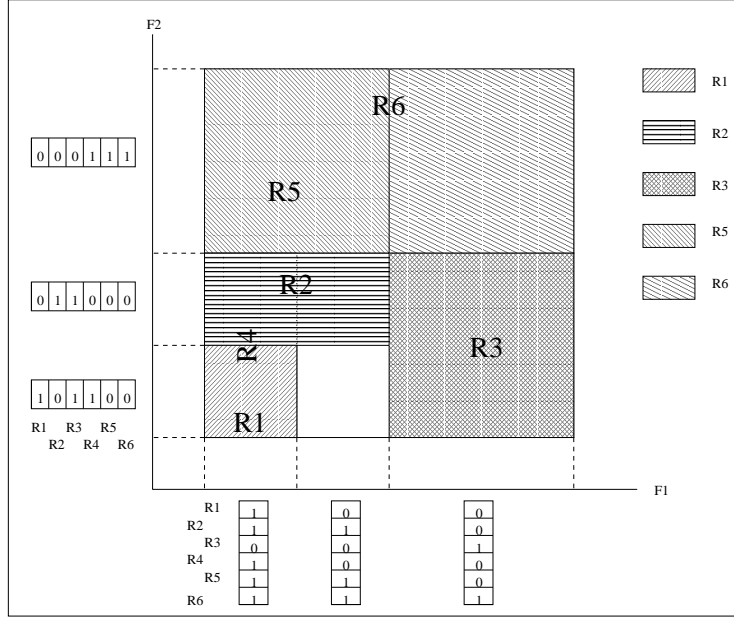 F2
R6
R1
R2
0 0 0 1 1 1
R3
R5
R5
R2
R6
0 1 1 0 0 0
R4
R3
1 0 1 1 0 0
R1
R1 R3 R5
R2 R4 R6
F1
R1 1 0 0
R2 1 1 0
R3 0 0 1
R4 1 0 0
R5 1 1 0
R6 1 1 1